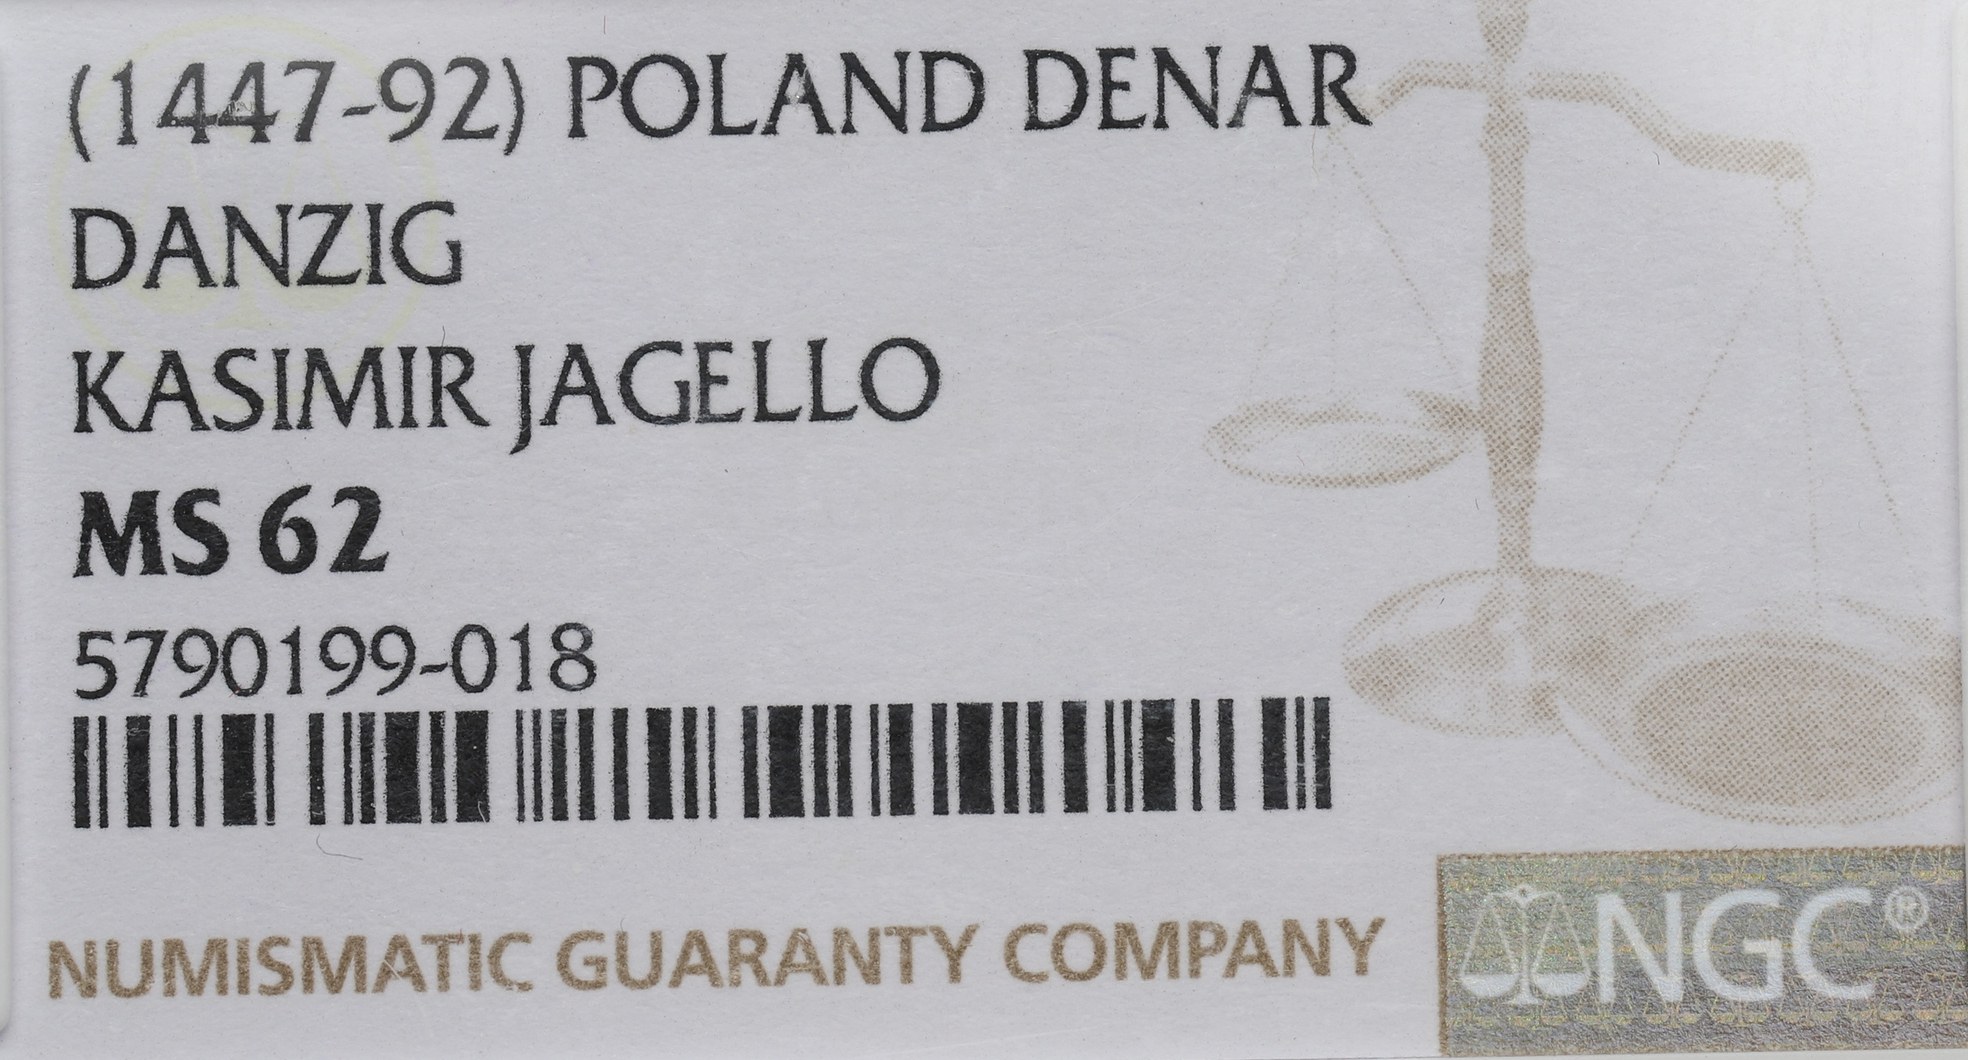 (1447-92) POLAND DENAR
DANZIG
KASIMIR JAGELLO
MS 62
5790199-018
NUMISMATIC GUARANTY COMPANY
NGC®